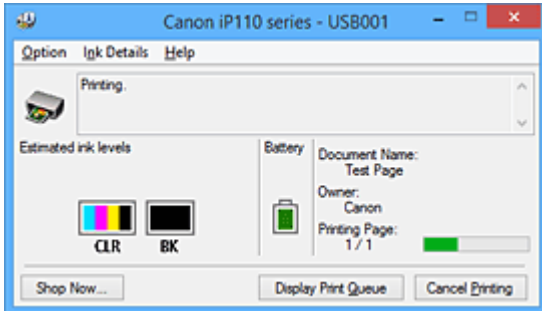 Canon iP110 series - USB001
Option Ink Details Help
Printing.
Estimated ink levels
CLR BK
Battery
Document Name:
Test Page
Owner:
Canon
Printing Page:
1 / 1
Shop Now... Display Print Queue Cancel Printing